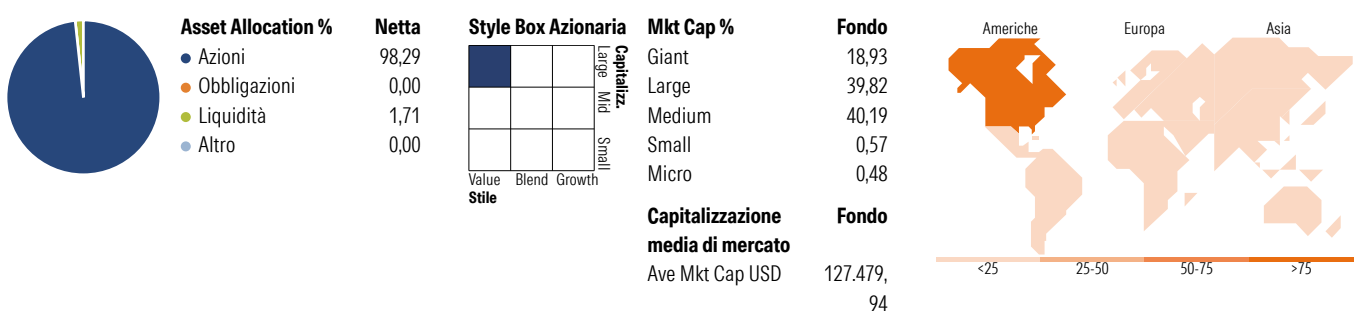 Asset Allocation % Netta
Azioni 98,29
Obbligazioni 0,00
Liquidità 1,71
Altro 0,00
Style Box Azionaria
Capitalizz.
Large Mid Small
Value Blend Growth
Stile
Mkt Cap % Fondo
Giant 18,93
Large 39,82
Medium 40,19
Small 0,57
Micro 0,48
Capitalizzazione Fondo
media di mercato
Ave Mkt Cap USD 127.479,
94
Americhe Europa Asia
<25 25-50 50-75 >75